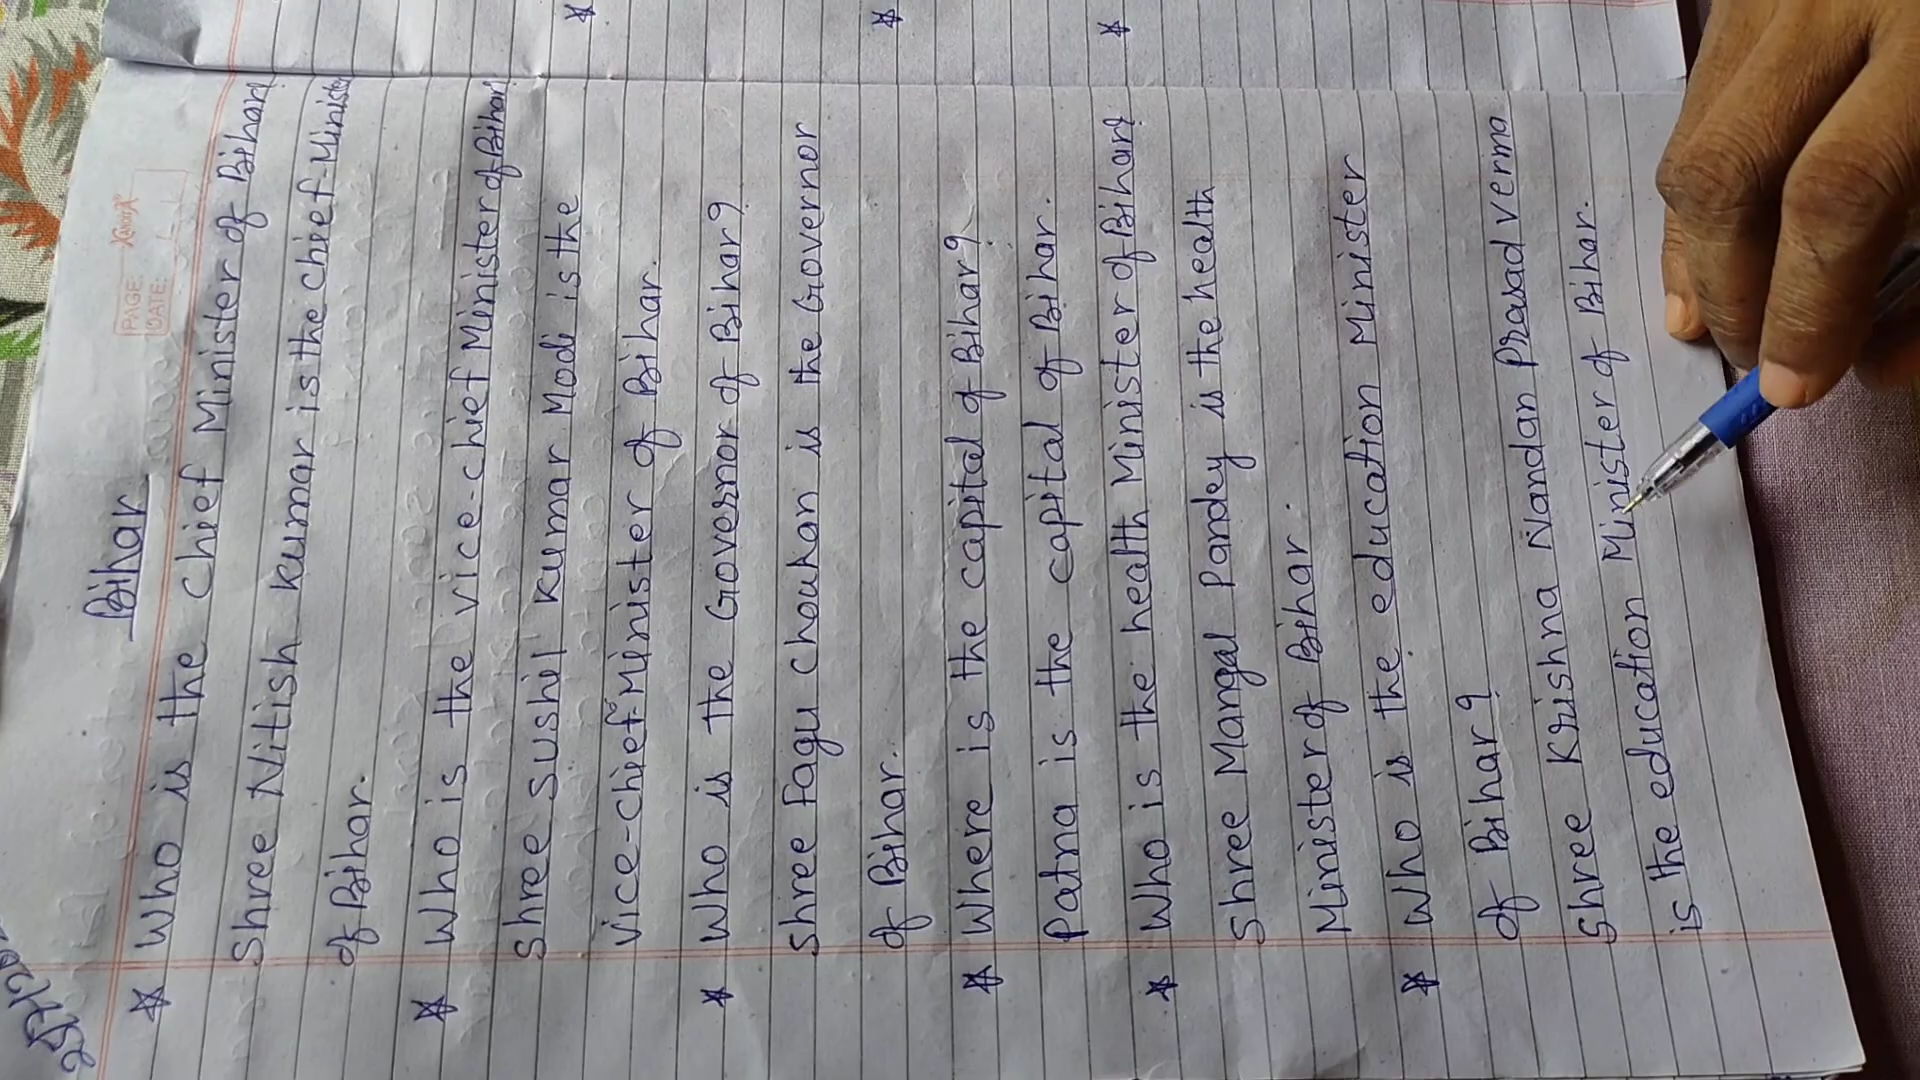 Bihar
PAGE:
DATE:
Who is the Chief Minister of Bihar?
Shree Nitish Kumar is the chief-Minister
of Bihar.
Who is the vice-chief Minister of Bihar?
Shree Sushil Kumar Modi is the
vice-chief Minister of Bihar.
Who is the Governor of Bihar?
Shree Fagu Chouhan is the Governor
of Bihar.
Where is the capital of Bihar?
Patna is the capital of Bihar.
Who is the health Minister of Bihar?
Shree Mangal Pandey is the health
Minister of Bihar.
Who is the education Minister
of Bihar?
Shree Krishna Nandan Prasad verma
is the education Minister of Bihar.